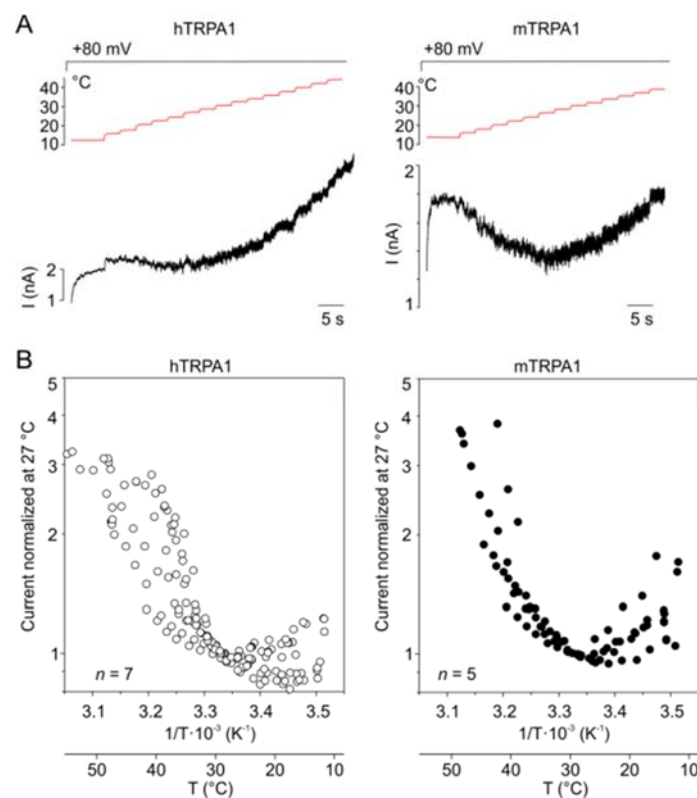 A
hTRPA1
mTRPA1
+80 mV
+80 mV
°C
40
30
20
10
°C
40
30
20
10
I (nA)
2
1
I (nA)
2
1
5 s
5 s
B
hTRPA1
mTRPA1
Current normalized at 27 °C
5
4
3
2
1
n = 7
3.1 3.2 3.3 3.4 3.5
1/T·10⁻³ (K⁻¹)
50 40 30 20 10
T (°C)
Current normalized at 27 °C
5
4
3
2
1
n = 5
3.1 3.2 3.3 3.4 3.5
1/T·10⁻³ (K⁻¹)
50 40 30 20 10
T (°C)